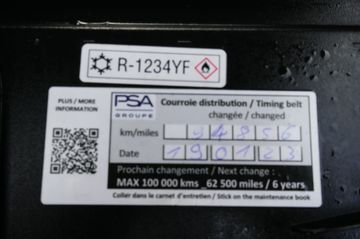 R-1234YF
PLUS / MORE
INFORMATION
PSA
GROUPE
Courroie distribution / Timing belt
changée / changed
km/miles 94856
Date 190123
Prochain changement / Next change :
MAX 100 000 kms _62 500 miles / 6 years
Coller dans le carnet d'entretien / Stick on the maintenance book